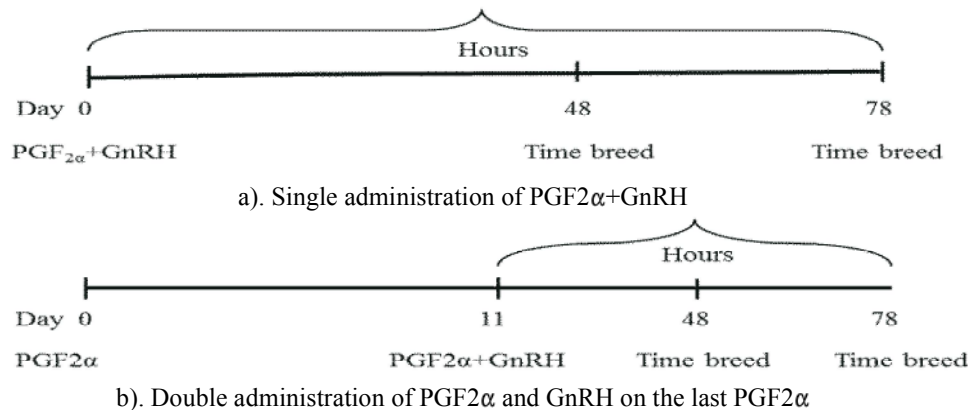 Hours
Day 0 48 78
PGF₂α+GnRH Time breed Time breed
a). Single administration of PGF2α+GnRH
Hours
Day 0 11 48 78
PGF2α PGF2α+GnRH Time breed Time breed
b). Double administration of PGF2α and GnRH on the last PGF2α